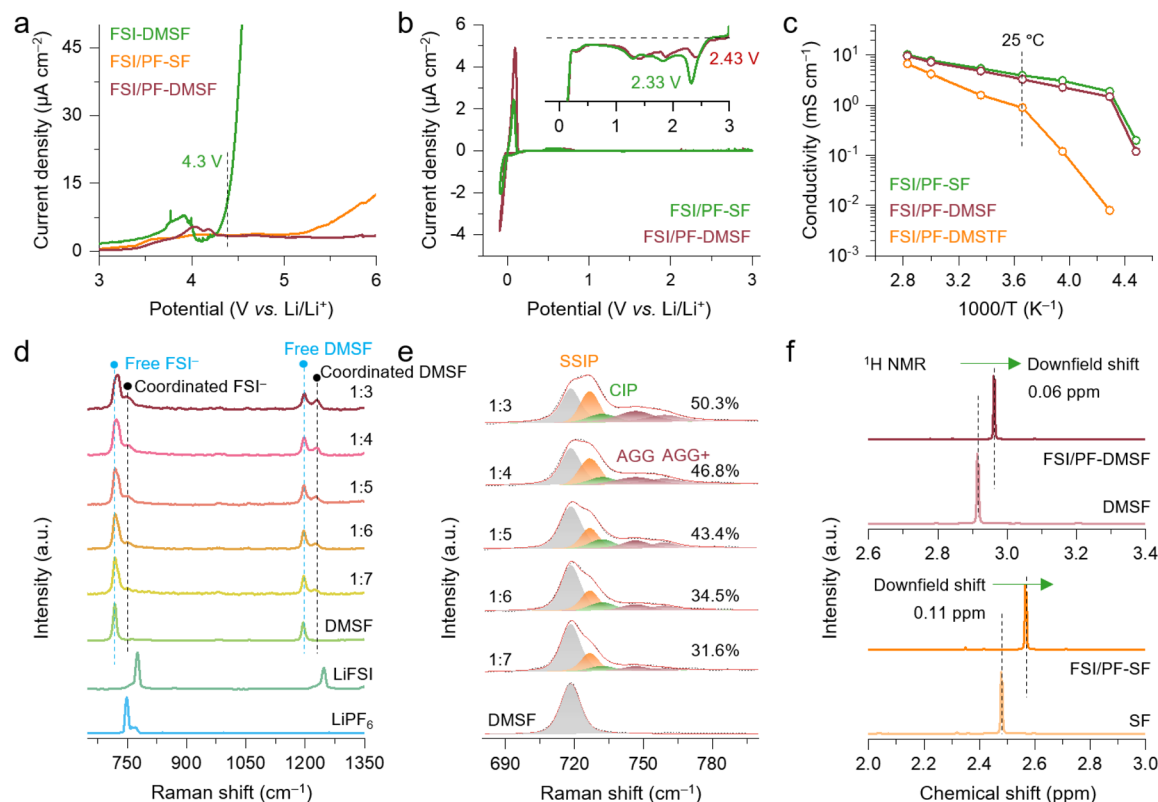 a
FSI-DMSF
FSI/PF-SF
FSI/PF-DMSF
4.3 V
45
30
15
0
3
4
5
6
Current density (µA cm⁻²)
Potential (V vs. Li/Li⁺)
b
6
4
2
0
-2
-4
2.43 V
2.33 V
0
1
2
3
FSI/PF-SF
FSI/PF-DMSF
0
1
2
3
Current density (µA cm⁻²)
Potential (V vs. Li/Li⁺)
c
25 °C
10¹
10⁰
10⁻¹
10⁻²
10⁻³
FSI/PF-SF
FSI/PF-DMSF
FSI/PF-DMSTF
2.8
3.2
3.6
4.0
4.4
Conductivity (mS cm⁻¹)
1000/T (K⁻¹)
d
Free FSI⁻
Coordinated FSI⁻
Free DMSF
Coordinated DMSF
1:3
1:4
1:5
1:6
1:7
DMSF
LiFSI
LiPF₆
750
900
1050
1200
1350
Intensity (a.u.)
Raman shift (cm⁻¹)
e
SSIP
CIP
1:3
50.3%
AGG
AGG+
1:4
46.8%
1:5
43.4%
1:6
34.5%
1:7
31.6%
DMSF
690
720
750
780
Intensity (a.u.)
Raman shift (cm⁻¹)
f
¹H NMR
Downfield shift
0.06 ppm
FSI/PF-DMSF
DMSF
2.6
2.8
3.0
3.2
3.4
Downfield shift
0.11 ppm
FSI/PF-SF
SF
2.0
2.2
2.4
2.6
2.8
3.0
Intensity (a.u.)
Chemical shift (ppm)